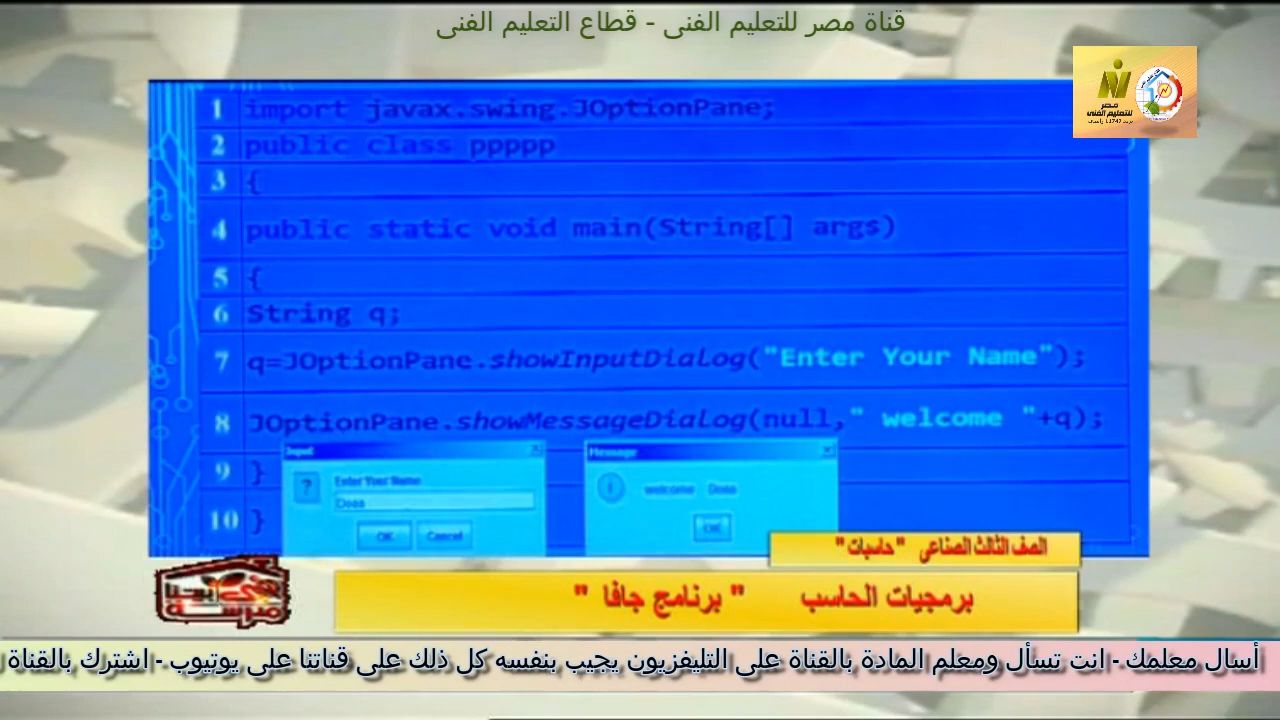 قناة مصر للتعليم الفنى - قطاع التعليم الفنى
مصر
للتعليم الفنى
1 import javax.swing.JOptionPane;
2 public class ppppp
3 {
4 public static void main(String[] args)
5 {
6 String q;
7 q=JOptionPane.showInputDialog("Enter Your Name");
8 JOptionPane.showMessageDialog(null," welcome "+q);
9 }
10 }
Input
Enter Your Name
Doaa
OK Cancel
Message
welcome Doaa
OK
الصف الثالث الصناعى "حاسبات"
برمجيات الحاسب " برنامج جافا "
مدرسة
أسال معلمك - انت تسأل ومعلم المادة بالقناة على التليفزيون يجيب بنفسه كل ذلك على قناتنا على يوتيوب - اشترك بالقناة